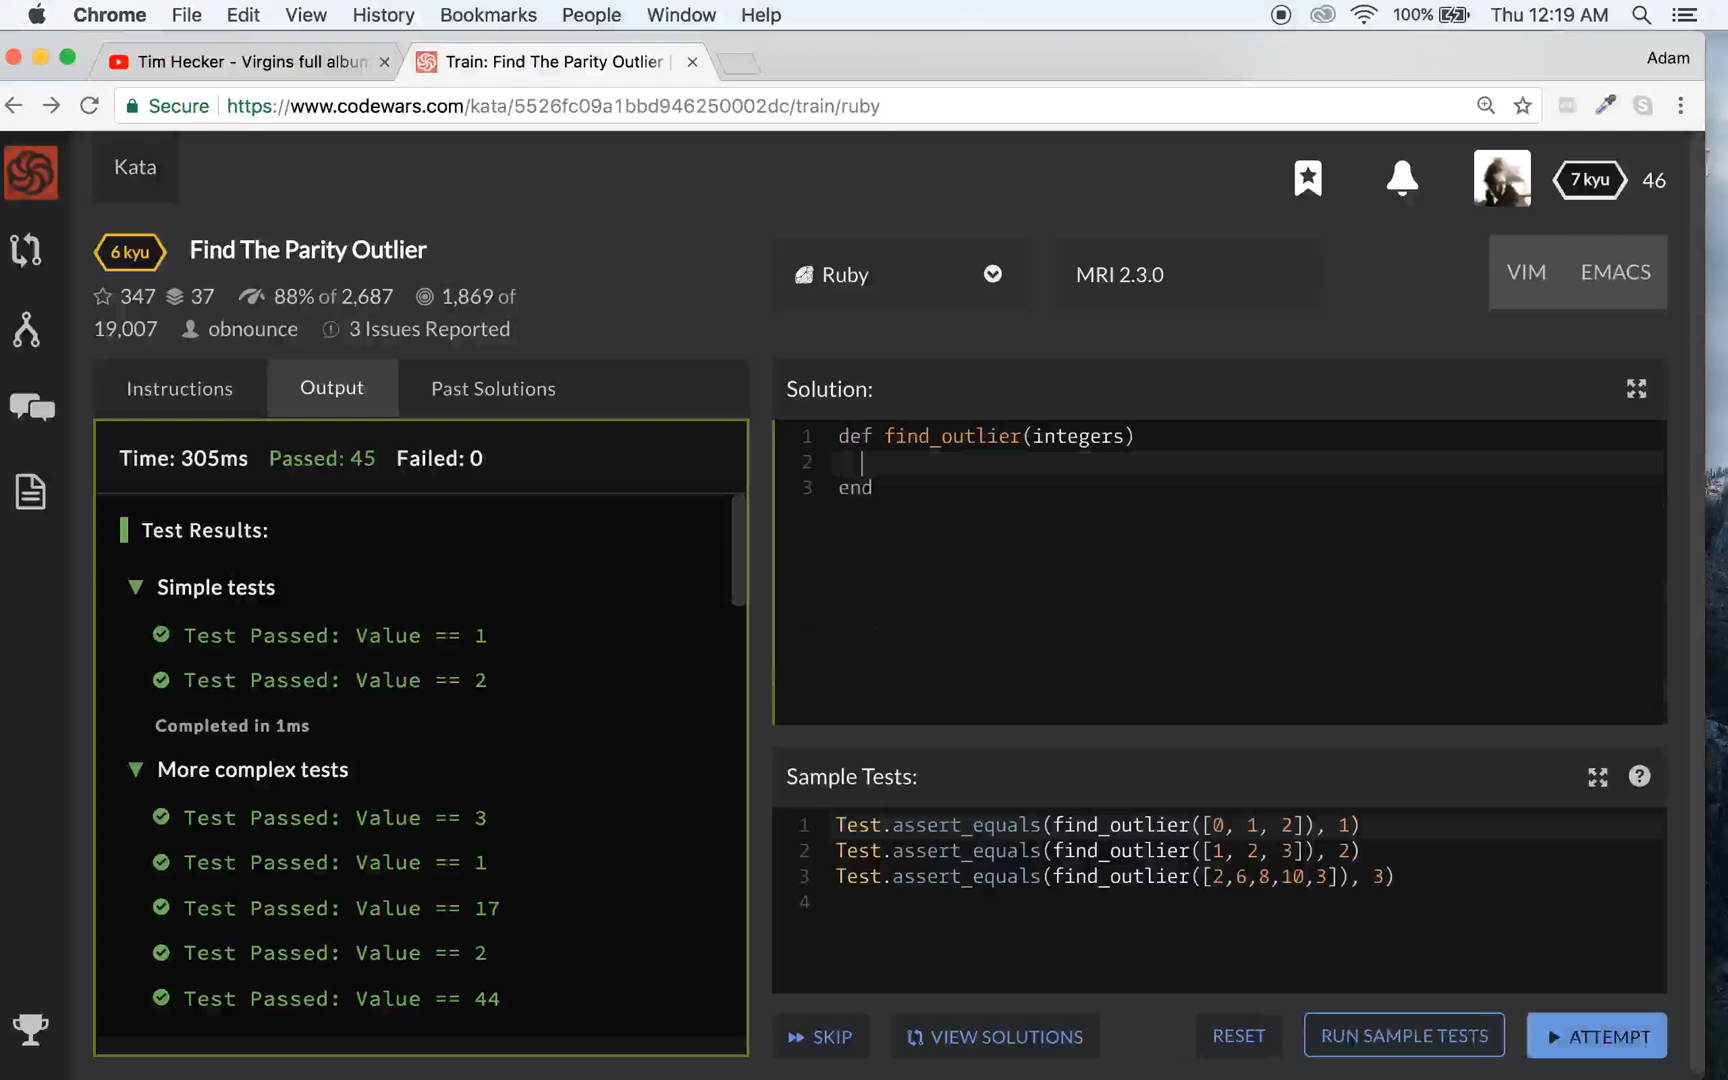 Chrome File Edit View History Bookmarks People Window Help 100% Thu 12:19 AM
Tim Hecker - Virgins full albun
Train: Find The Parity Outlier
Adam
Secure https://www.codewars.com/kata/5526fc09a1bbd946250002dc/train/ruby
Kata
7 kyu 46
6 kyu Find The Parity Outlier
347 37 88% of 2,687 1,869 of
19,007 obnounce 3 Issues Reported
Ruby
MRI 2.3.0
VIM EMACS
Instructions Output Past Solutions
Time: 305ms Passed: 45 Failed: 0
Test Results:
Simple tests
Test Passed: Value == 1
Test Passed: Value == 2
Completed in 1ms
More complex tests
Test Passed: Value == 3
Test Passed: Value == 1
Test Passed: Value == 17
Test Passed: Value == 2
Test Passed: Value == 44
Solution:
1 def find_outlier(integers)
2
3 end
Sample Tests:
1 Test.assert_equals(find_outlier([0, 1, 2]), 1)
2 Test.assert_equals(find_outlier([1, 2, 3]), 2)
3 Test.assert_equals(find_outlier([2,6,8,10,3]), 3)
4
SKIP VIEW SOLUTIONS RESET RUN SAMPLE TESTS ATTEMPT